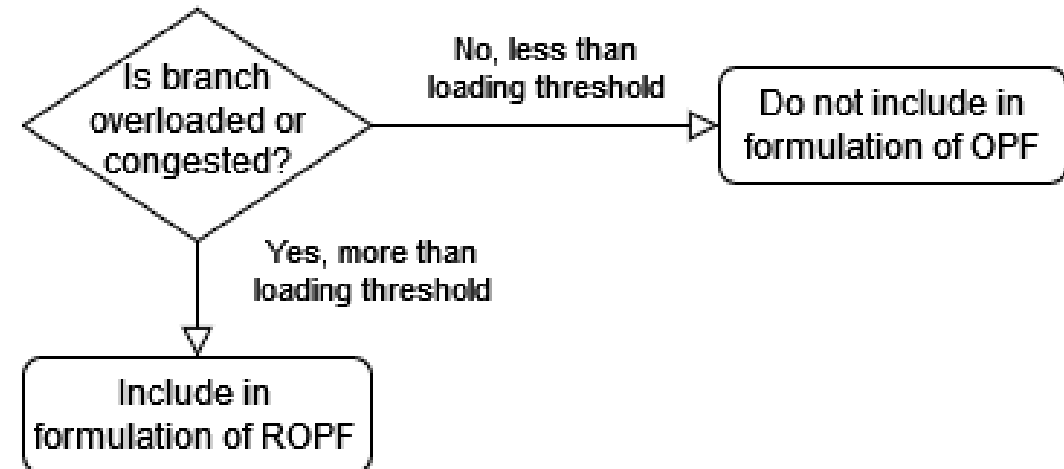 Is branch
overloaded or
congested?
No, less than
loading threshold
Do not include in
formulation of OPF
Yes, more than
loading threshold
Include in
formulation of ROPF